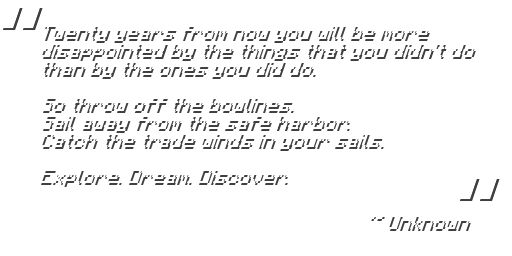 Twenty years from now you will be more
disappointed by the things that you didn't do
than by the ones you did do.
So throw off the bowlines.
Sail away from the safe harbor.
Catch the trade winds in your sails.
Explore. Dream. Discover.
~ Unknown